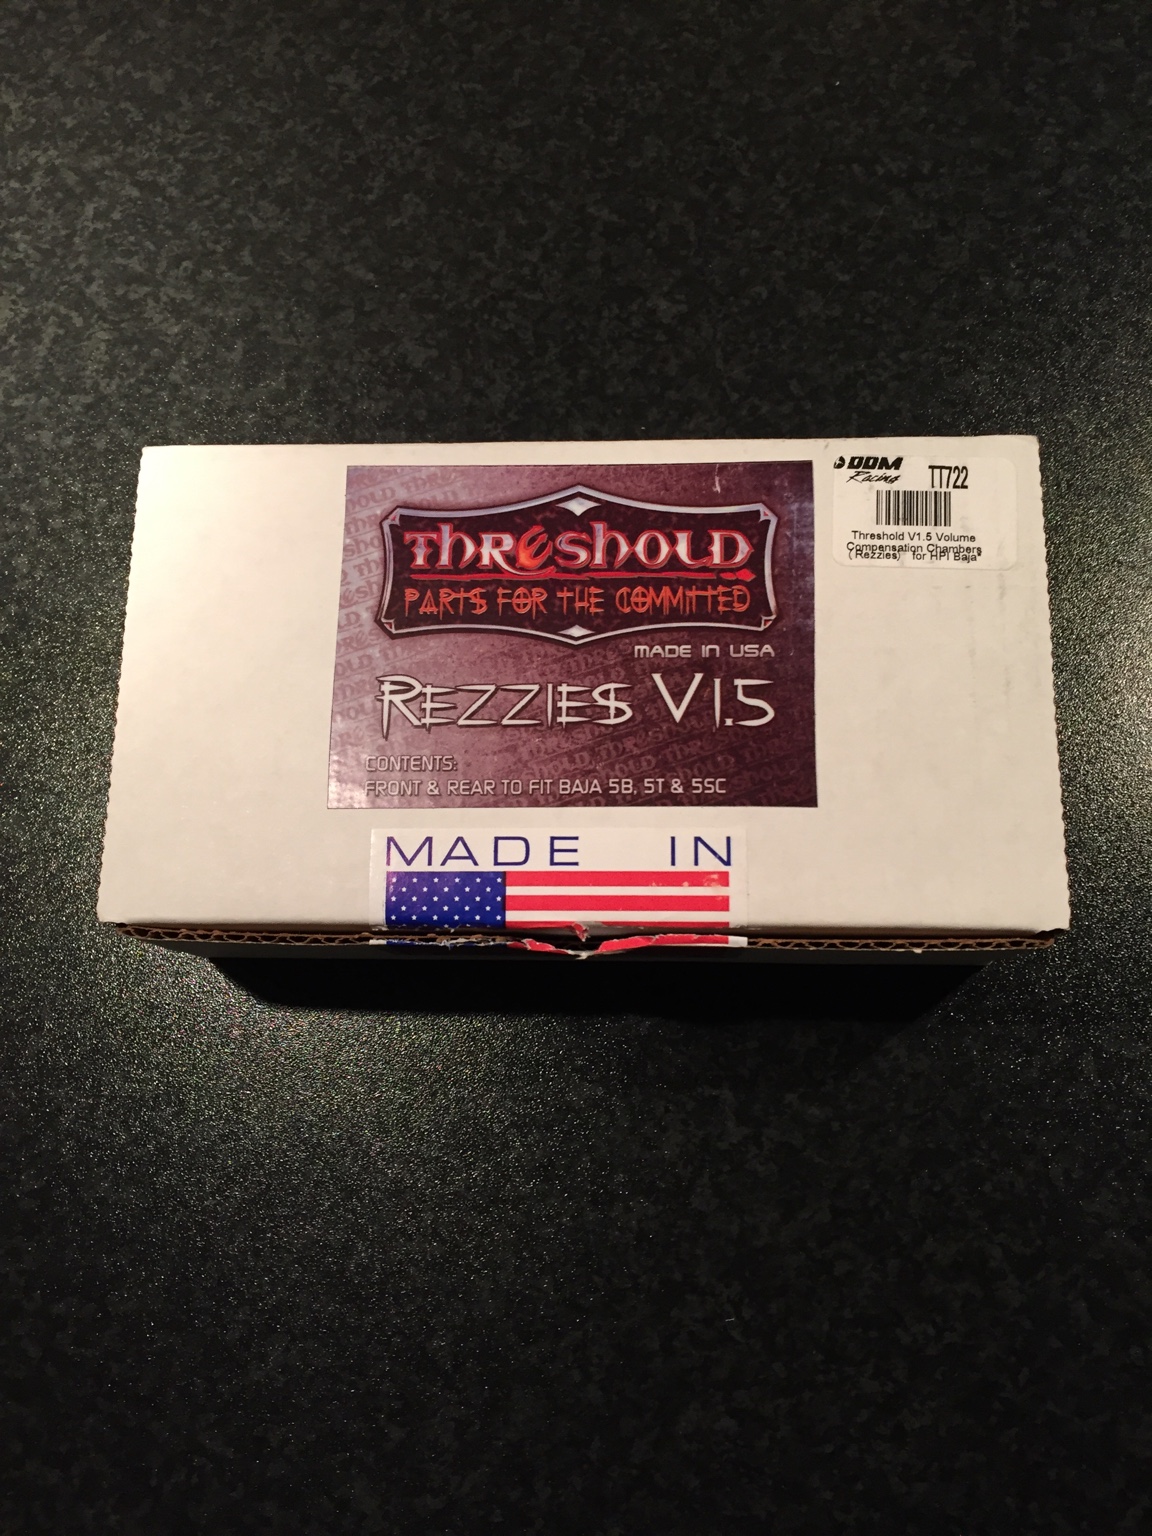 DDM
Racing
TT722
Threshold V1.5 Volume
Compensation Chambers
(Rezzies) for HPI Baja
Threshold
PARTS FOR THE COMMITTED
MADE IN USA
REZZIES V1.5
CONTENTS:
FRONT & REAR TO FIT BAJA 5B, 5T & 5SC
MADE IN